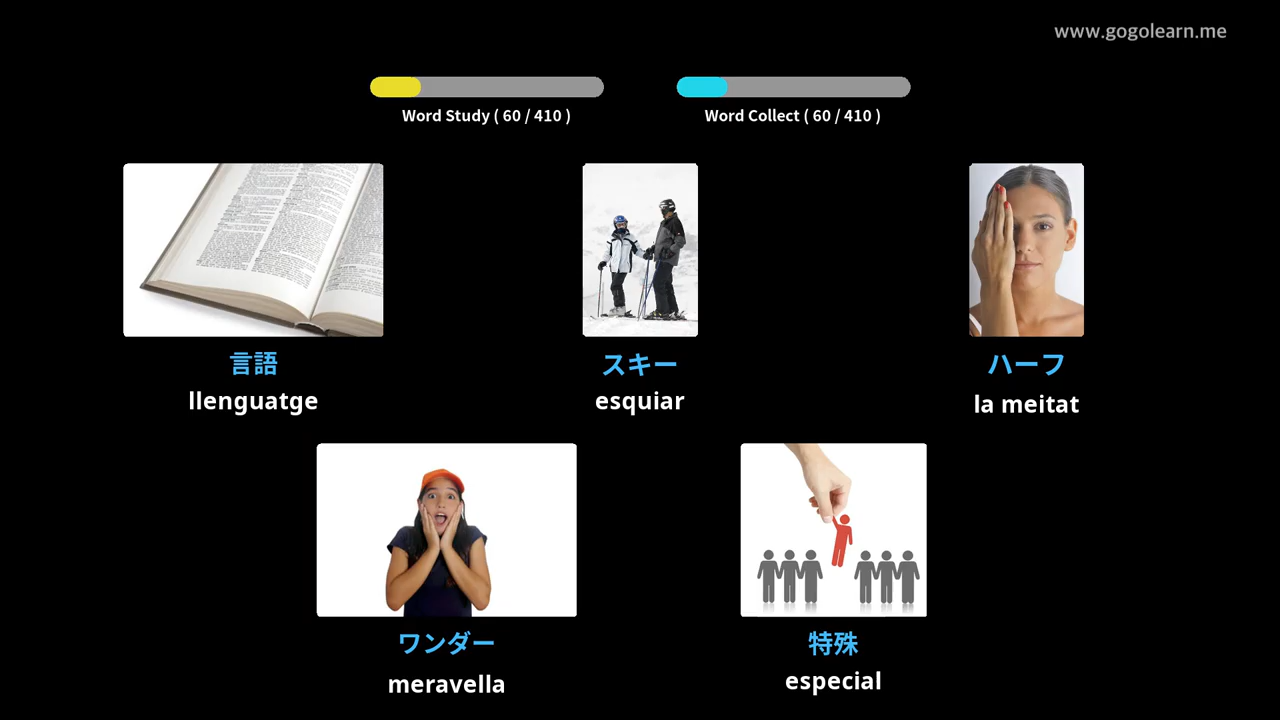 www.gogolearn.me
Word Study ( 60 / 410 )
Word Collect ( 60 / 410 )
言語
llenguatge
スキー
esquiar
ハーフ
la meitat
ワンダー
meravella
特殊
especial